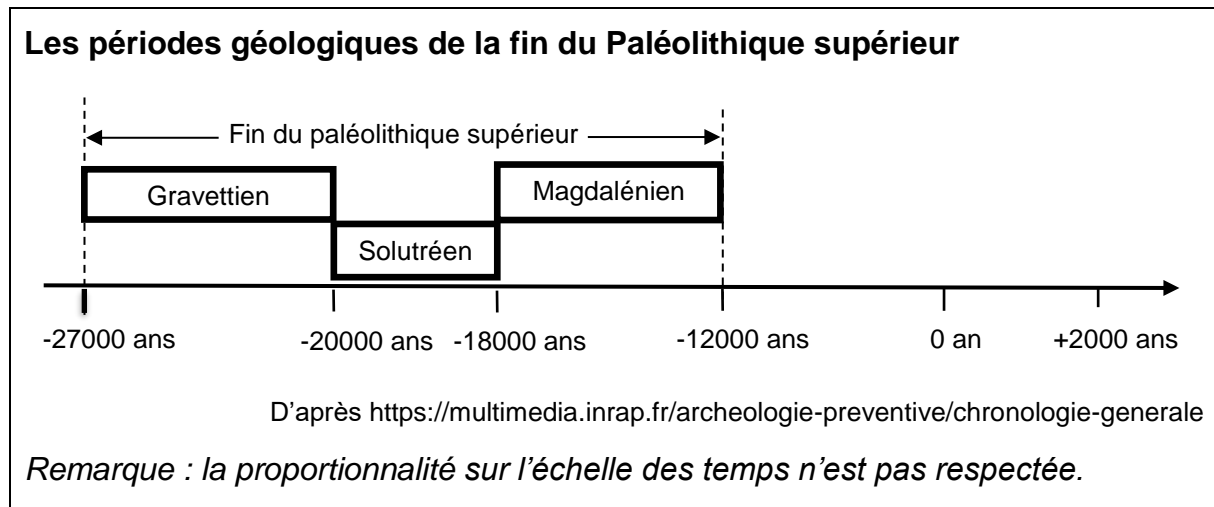 Les périodes géologiques de la fin du Paléolithique supérieur
Fin du paléolithique supérieur
Gravettien
Magdalénien
Solutréen
-27000 ans -20000 ans -18000 ans -12000 ans 0 an +2000 ans
D’après https://multimedia.inrap.fr/archeologie-preventive/chronologie-generale
Remarque : la proportionnalité sur l’échelle des temps n’est pas respectée.